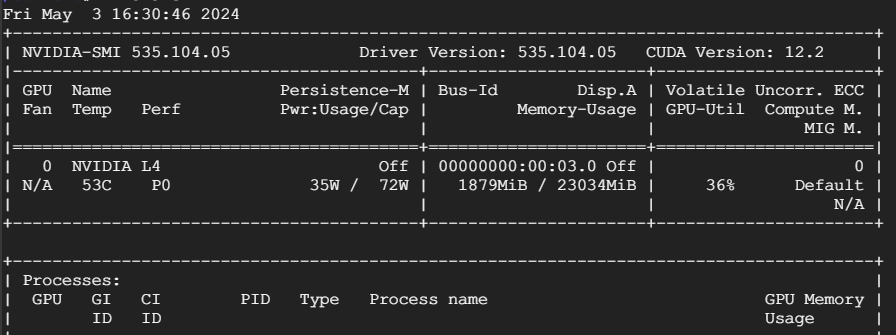 Fri May  3 16:30:46 2024
+---------------------------------------------------------------------------------------+
| NVIDIA-SMI 535.104.05             Driver Version: 535.104.05   CUDA Version: 12.2     |
|-----------------------------------------+----------------------+----------------------+
| GPU  Name                 Persistence-M | Bus-Id        Disp.A | Volatile Uncorr. ECC |
| Fan  Temp   Perf          Pwr:Usage/Cap |         Memory-Usage | GPU-Util  Compute M. |
|                                         |                      |               MIG M. |
|=========================================+======================+======================|
|   0  NVIDIA L4                      Off | 00000000:00:03.0 Off |                    0 |
| N/A   53C    P0              35W /  72W |   1879MiB / 23034MiB |     36%      Default |
|                                         |                      |                  N/A |
+-----------------------------------------+----------------------+----------------------+

+---------------------------------------------------------------------------------------+
| Processes:                                                                            |
|  GPU   GI   CI        PID   Type   Process name                            GPU Memory |
|        ID   ID                                                             Usage      |